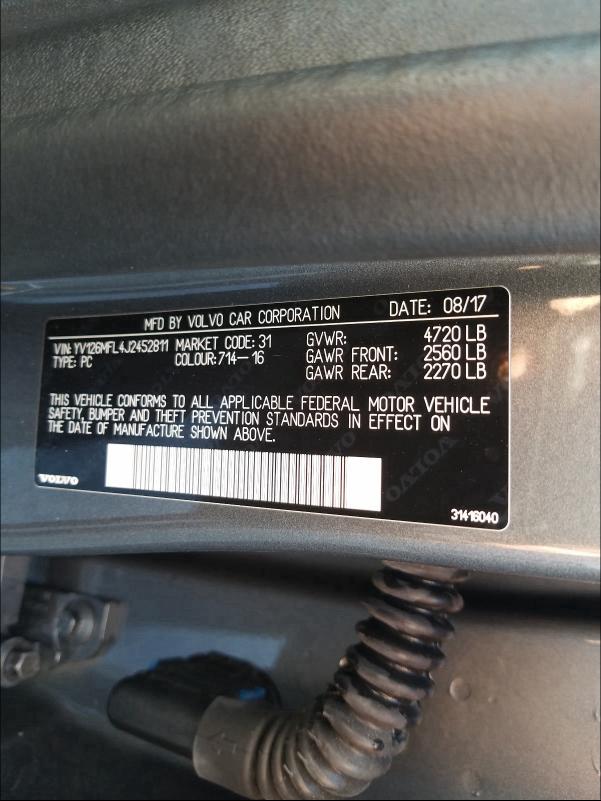 MFD BY VOLVO CAR CORPORATION DATE: 08/17
VIN: YV126MFL4J2452811 MARKET CODE: 31 GVWR: 4720 LB
TYPE: PC COLOUR: 714-16 GAWR FRONT: 2560 LB
GAWR REAR: 2270 LB
THIS VEHICLE CONFORMS TO ALL APPLICABLE FEDERAL MOTOR VEHICLE
SAFETY, BUMPER AND THEFT PREVENTION STANDARDS IN EFFECT ON
THE DATE OF MANUFACTURE SHOWN ABOVE.
VOLVO
31416040